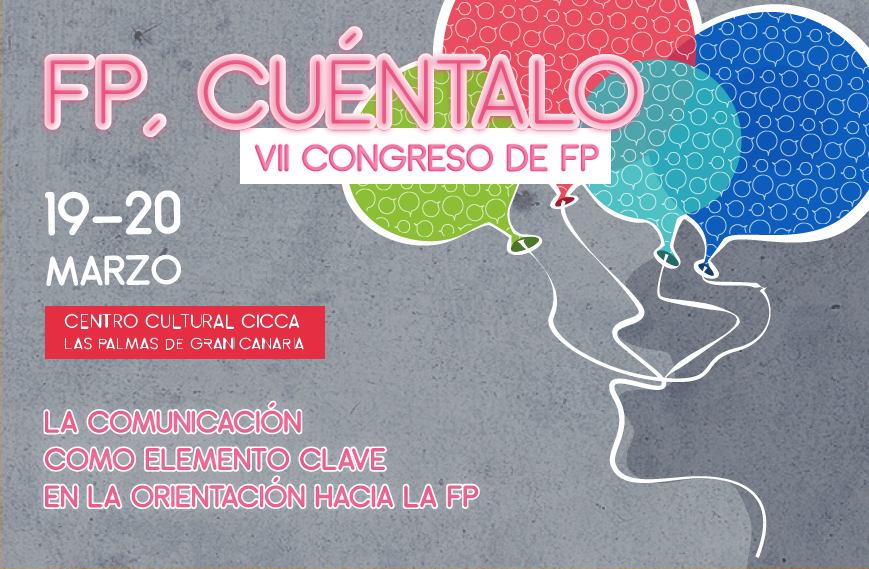 FP, CUÉNTALO
VII CONGRESO DE FP
19-20
MARZO
CENTRO CULTURAL CICCA
LAS PALMAS DE GRAN CANARIA
LA COMUNICACIÓN
COMO ELEMENTO CLAVE
EN LA ORIENTACIÓN HACIA LA FP